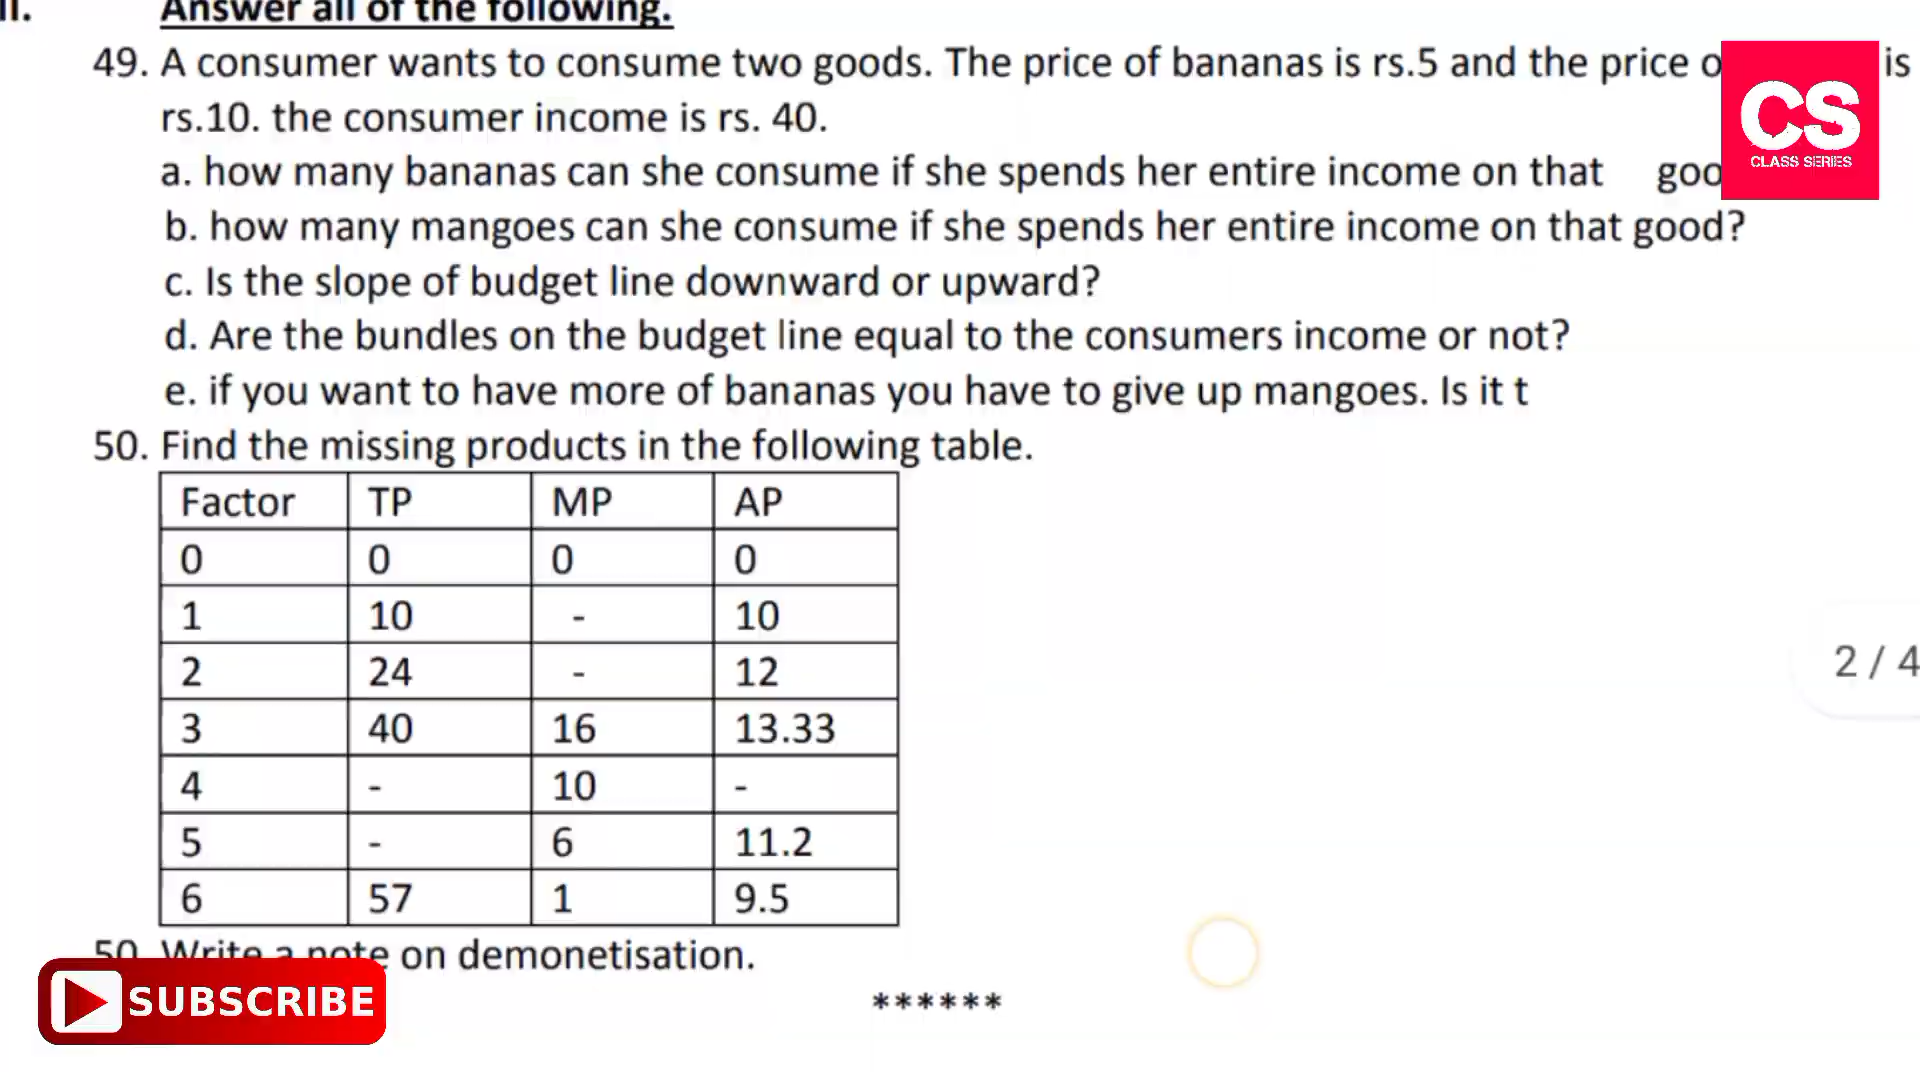 II. Answer all of the following.
49. A consumer wants to consume two goods. The price of bananas is rs.5 and the price is
rs.10. the consumer income is rs. 40.
a. how many bananas can she consume if she spends her entire income on that
b. how many mangoes can she consume if she spends her entire income on that good?
c. Is the slope of budget line downward or upward?
d. Are the bundles on the budget line equal to the consumers income or not?
e. if you want to have more of bananas you have to give up mangoes. Is it t
50. Find the missing products in the following table.
Factor TP MP AP
0 0 0 0
1 10 - 10
2 24 - 12
3 40 16 13.33
4 - 10 -
5 - 6 11.2
6 57 1 9.5
50. Write a note on demonetisation.
******
CS
CLASS SERIES
2 / 4
SUBSCRIBE